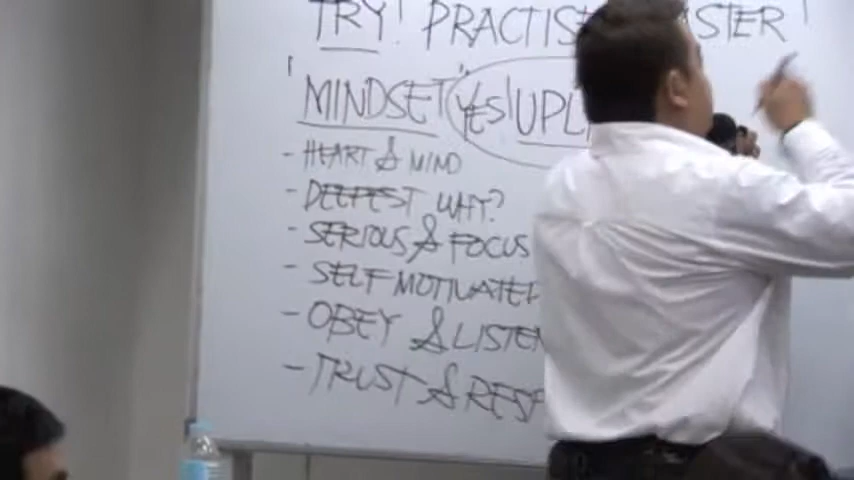 TRY! PRACTISE
"MINDSET" YES! UPL
- HEART & MIND
- DEEPEST WHY?
- SERIOUS & FOCUS
- SELF MOTIVATED
- OBEY & LISTEN
- TRUST & RESP